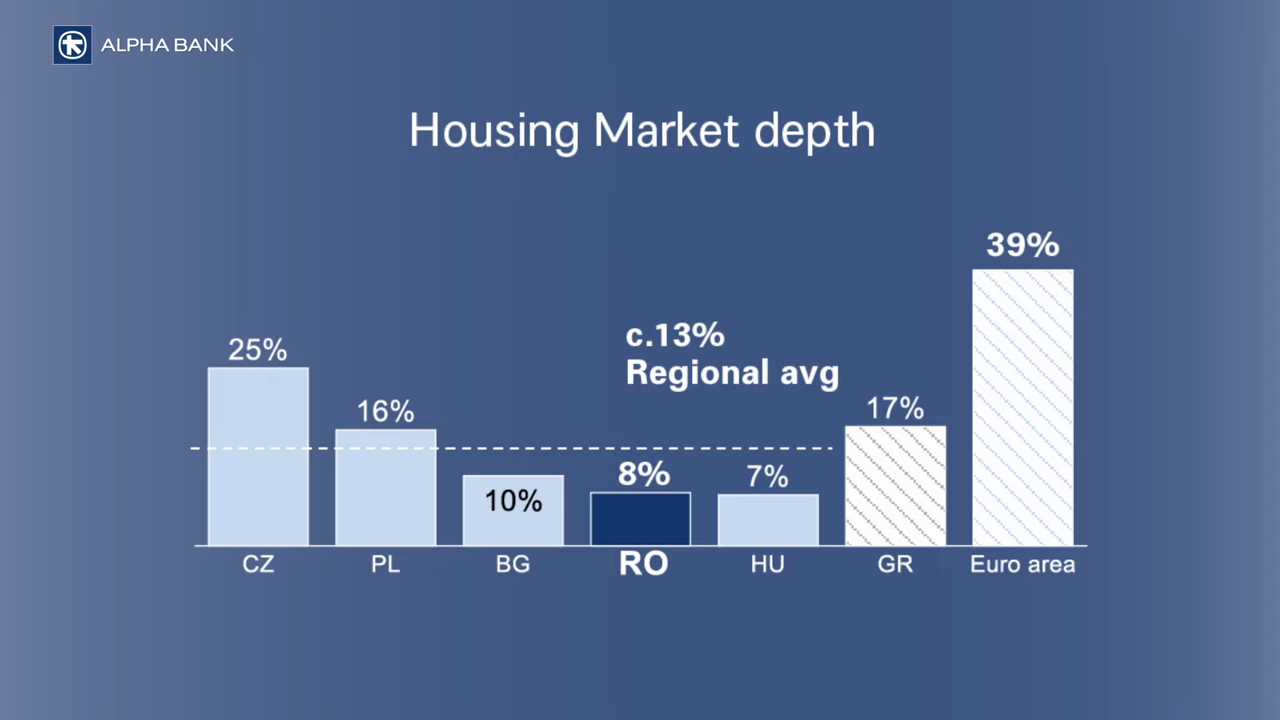 ALPHA BANK
Housing Market depth
39%
c.13%
Regional avg
25%
16%
10%
8%
7%
17%
CZ
PL
BG
RO
HU
GR
Euro area